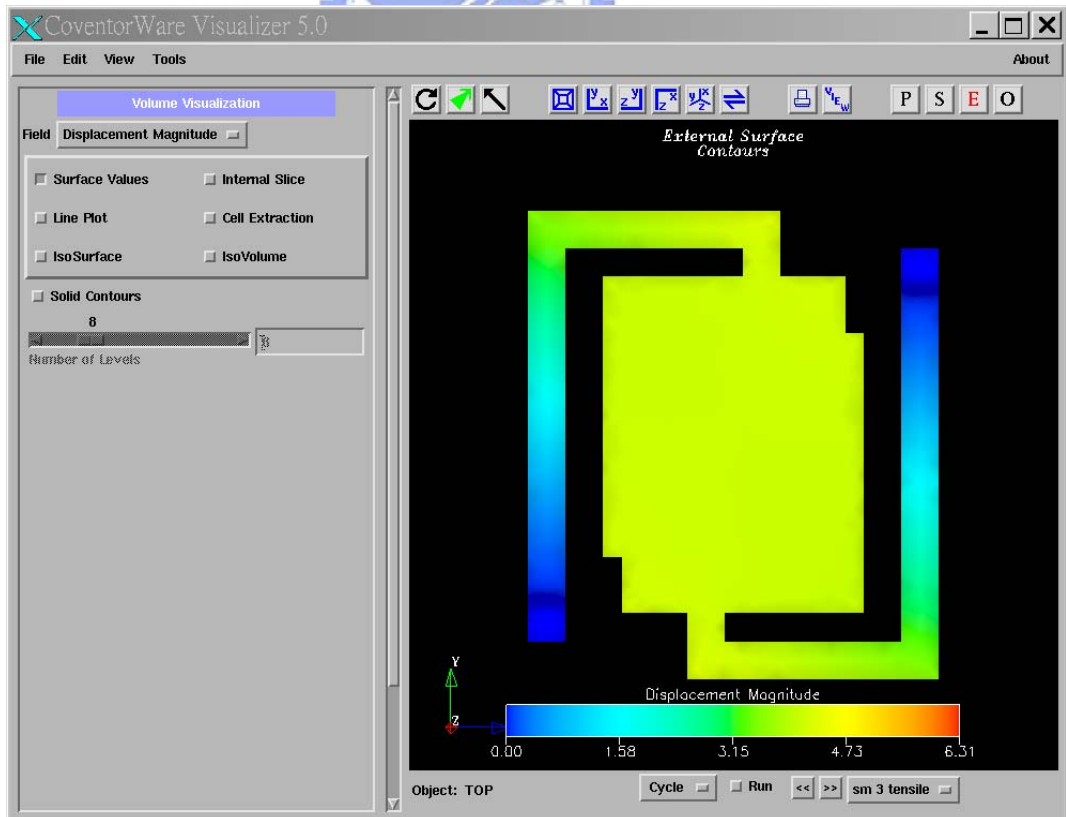 CoventorWare Visualizer 5.0
File Edit View Tools About
Volume Visualization
Field Displacement Magnitude
Surface Values Internal Slice
Line Plot Cell Extraction
IsoSurface IsoVolume
Solid Contours
8
8
Number of Levels
y x z y z x y x z VIEW P S E O
External Surface
Contours
Y
Z
Displacement Magnitude
0.00 1.58 3.15 4.73 6.31
Object: TOP Cycle Run << >> sm 3 tensile